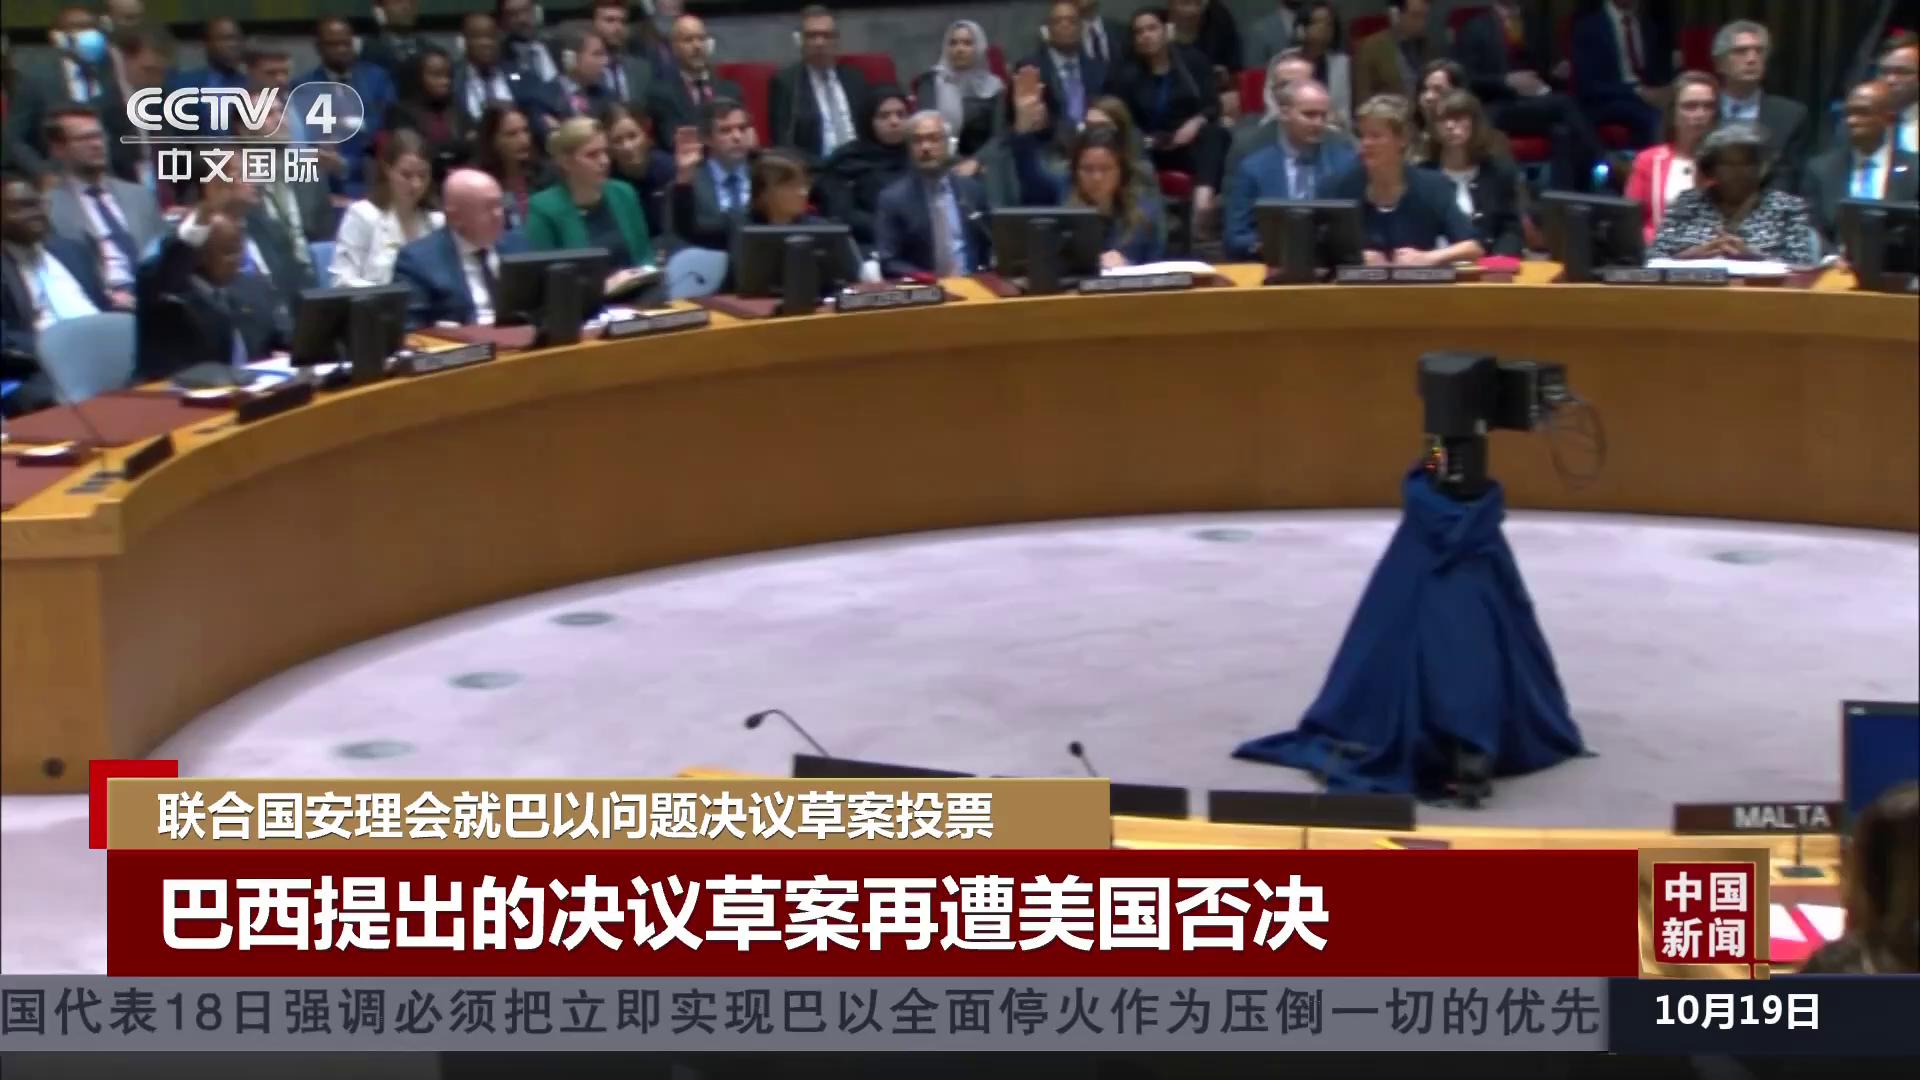 CCTV 4
中文国际
MALTA
联合国安理会就巴以问题决议草案投票
巴西提出的决议草案再遭美国否决
中国
新闻
国代表18日强调必须把立即实现巴以全面停火作为压倒一切的优先
10月19日